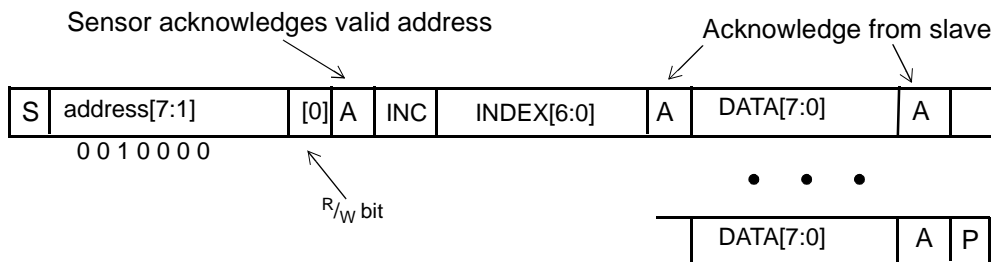 Sensor acknowledges valid address
Acknowledge from slave
S address[7:1] [0] A INC INDEX[6:0] A DATA[7:0] A
0 0 1 0 0 0 0
R/W bit
DATA[7:0] A P